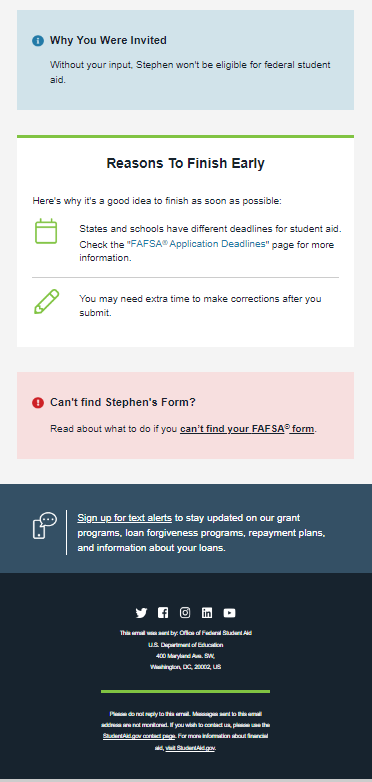 Why You Were Invited
Without your input, Stephen won't be eligible for federal student
aid.
Reasons To Finish Early
Here's why it's a good idea to finish as soon as possible:
States and schools have different deadlines for student aid.
Check the "FAFSA® Application Deadlines" page for more
information.
You may need extra time to make corrections after you
submit.
Can't find Stephen's Form?
Read about what to do if you can't find your FAFSA® form.
Sign up for text alerts to stay updated on our grant
programs, loan forgiveness programs, repayment plans,
and information about your loans.
This email was sent by: Office of Federal Student Aid
U.S. Department of Education
400 Maryland Ave. SW,
Washington, DC, 20002, US
Please do not reply to this email. Messages sent to this email
address are not monitored. If you wish to contact us, please use the
StudentAid.gov contact page. For more information about financial
aid, visit StudentAid.gov.